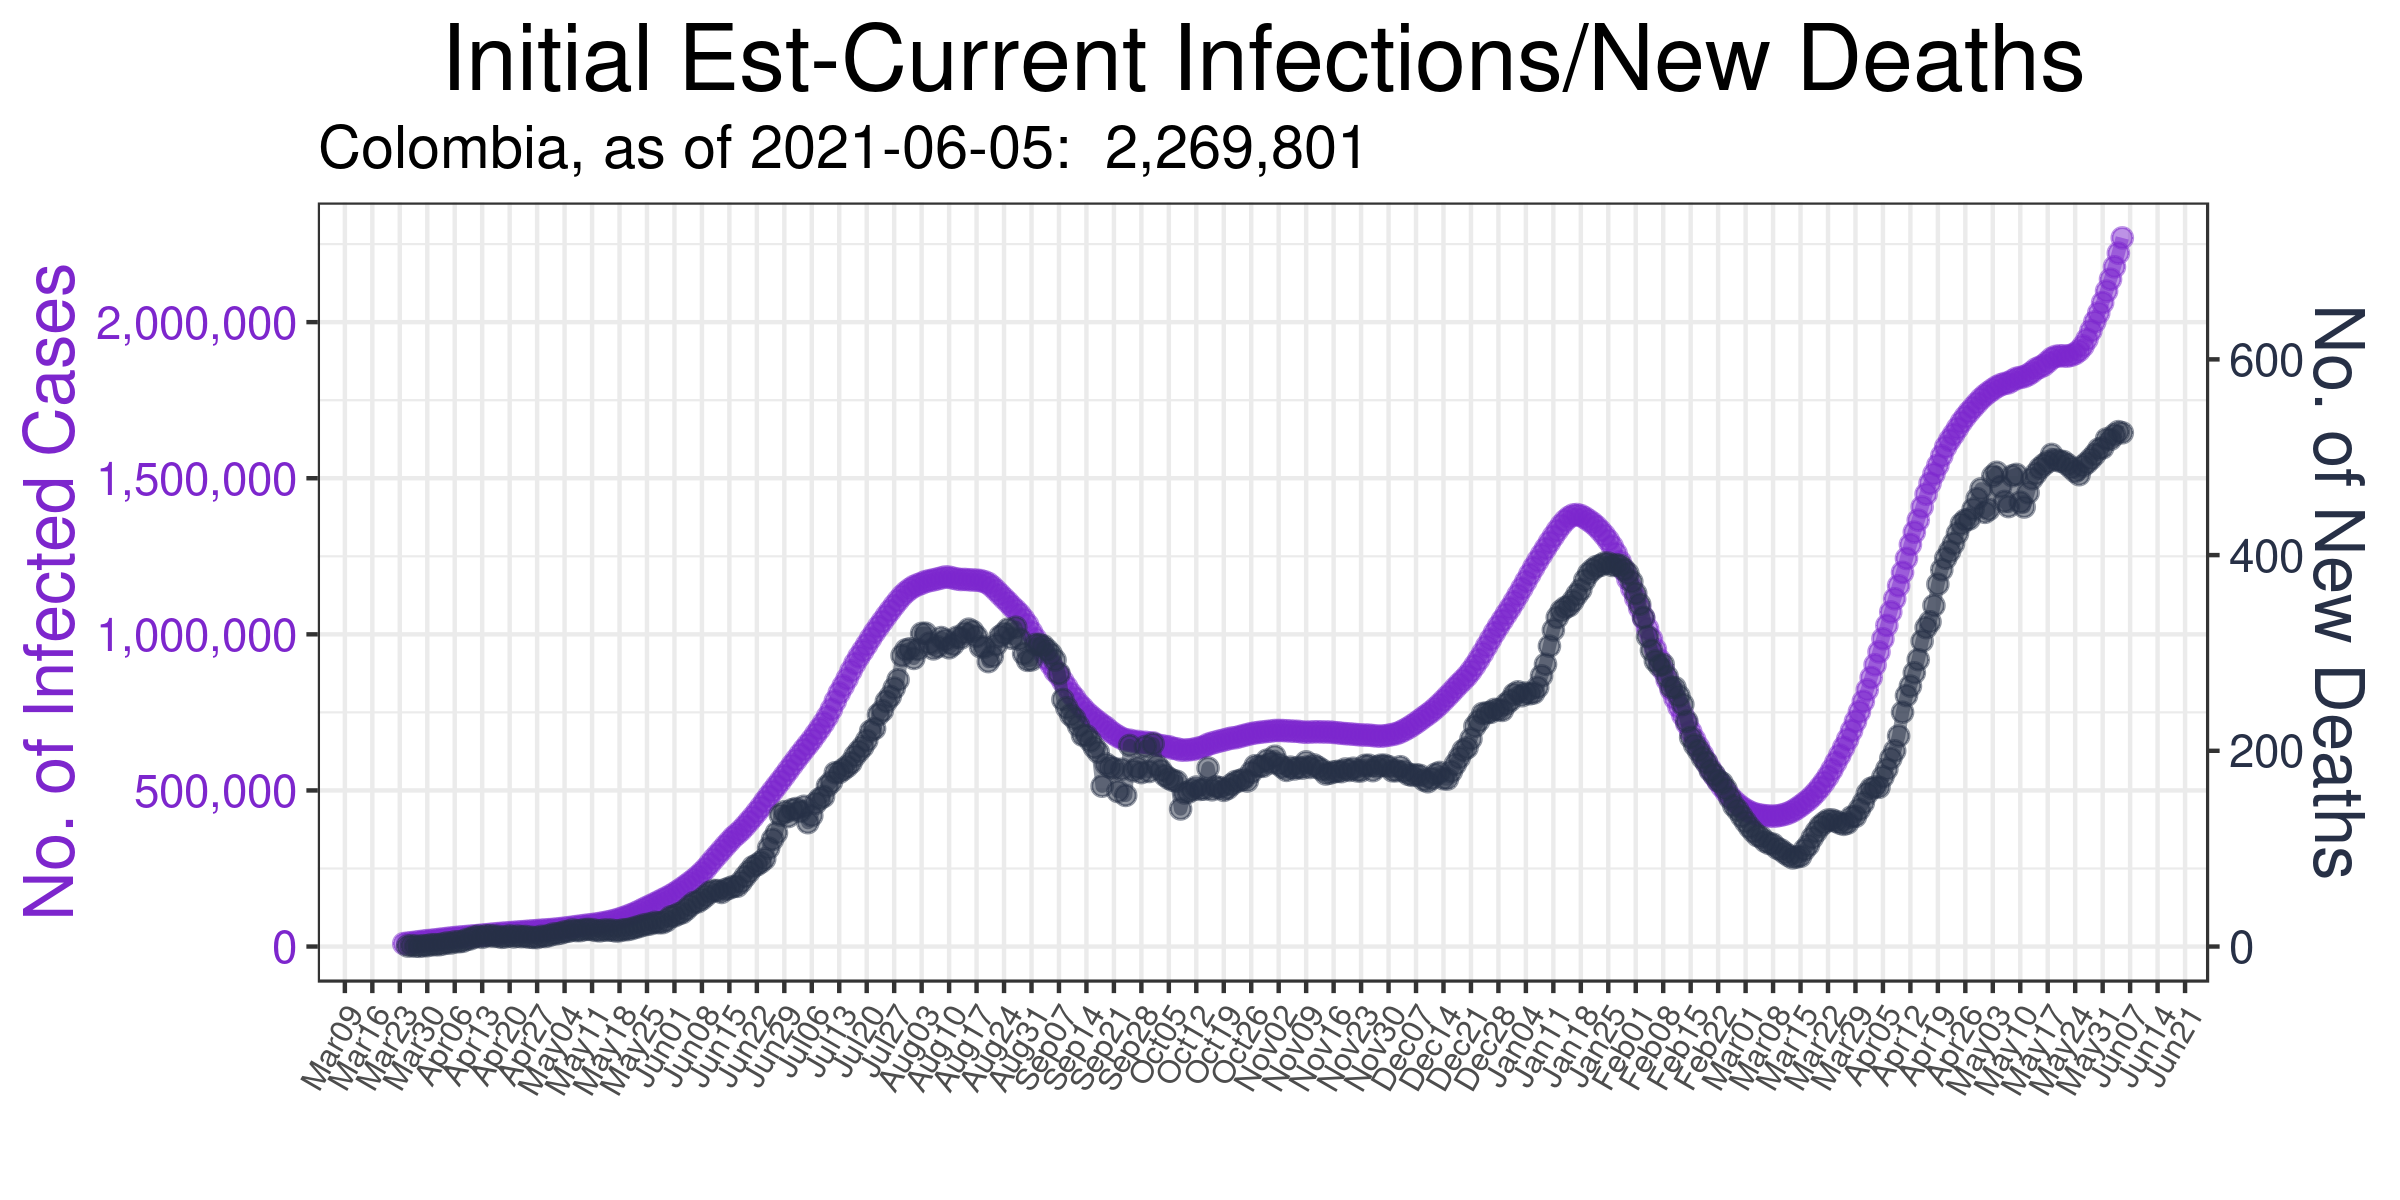 Initial Est-Current Infections/New Deaths
Colombia, as of 2021-06-05:  2,269,801
No. of Infected Cases
2,000,000
1,500,000
1,000,000
500,000
0
600
400
200
0
No. of New Deaths
Mar09
Mar16
Mar23
Mar30
Apr06
Apr13
Apr20
Apr27
May04
May11
May18
May25
Jun01
Jun08
Jun15
Jun22
Jun29
Jul06
Jul13
Jul20
Jul27
Aug03
Aug10
Aug17
Aug24
Aug31
Sep07
Sep14
Sep21
Sep28
Oct05
Oct12
Oct19
Oct26
Nov02
Nov09
Nov16
Nov23
Nov30
Dec07
Dec14
Dec21
Dec28
Jan04
Jan11
Jan18
Jan25
Feb01
Feb08
Feb15
Feb22
Mar01
Mar08
Mar15
Mar22
Mar29
Apr05
Apr12
Apr19
Apr26
May03
May10
May17
May24
May31
Jun07
Jun14
Jun21